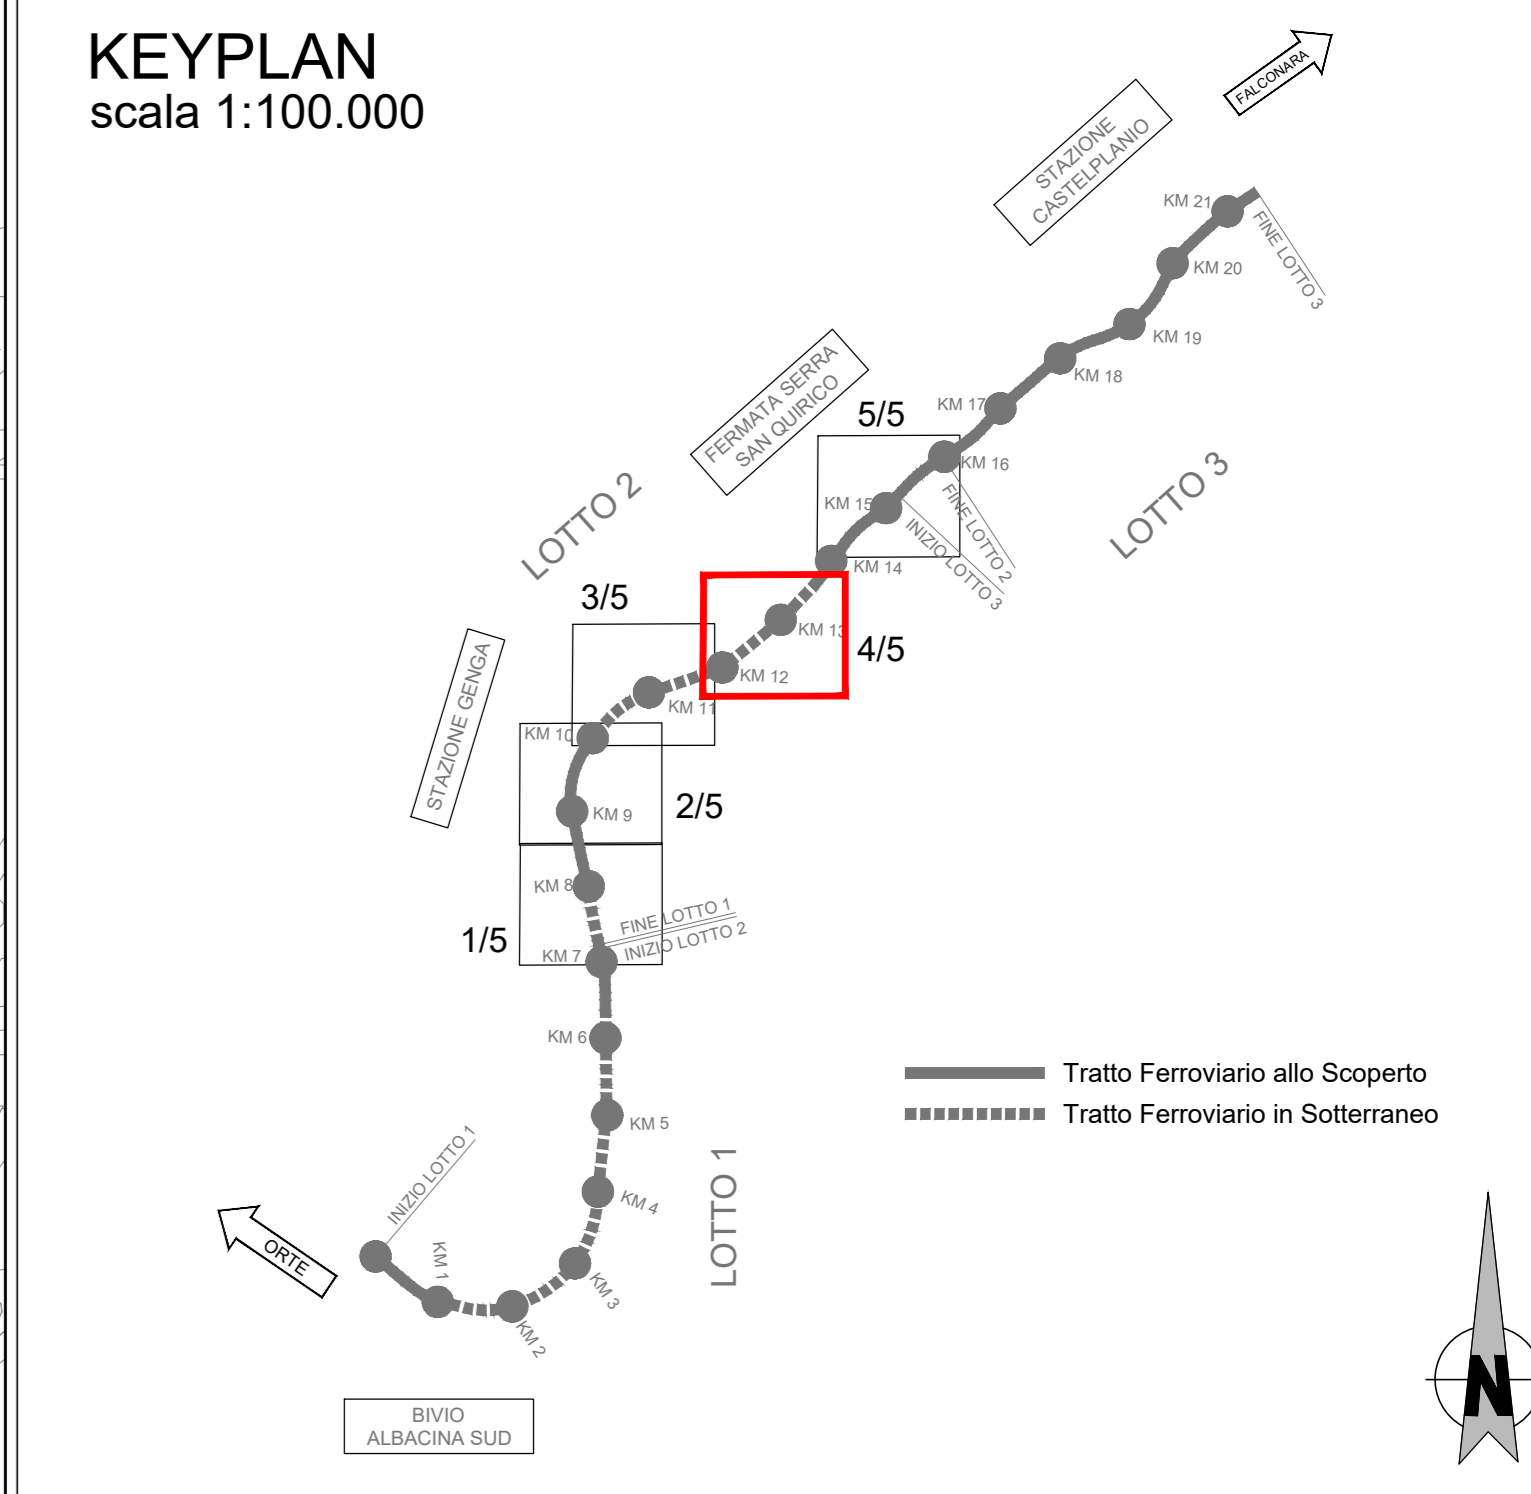 KEYPLAN
scala 1:100.000
FALCONARA
STAZIONE
CASTELPLANIO
KM 21
FINE LOTTO 3
KM 20
KM 19
FERMATA SERRA
SAN QUIRICO
KM 18
KM 17
5/5
KM 16
LOTTO 3
LOTTO 2
KM 15
FINE LOTTO 2
INIZIO LOTTO 3
KM 14
3/5
KM 13
4/5
KM 12
STAZIONE GENGA
KM 11
KM 10
2/5
KM 9
KM 8
FINE LOTTO 1
INIZIO LOTTO 2
1/5
KM 7
KM 6
Tratto Ferroviario allo Scoperto
Tratto Ferroviario in Sotterraneo
KM 5
INIZIO LOTTO 1
LOTTO 1
KM 4
ORTE
KM 1
KM 3
KM 2
N
BIVIO
ALBACINA SUD